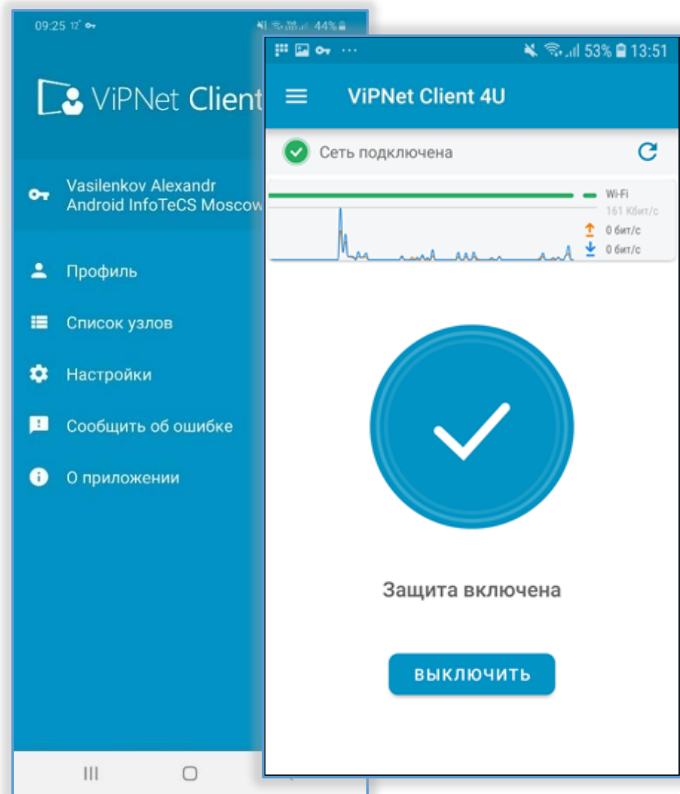 09:25
44%
ViPNet Client
Vasilenkov Alexandr
Android InfoTeCS Moscow
Профиль
Список узлов
Настройки
Сообщить об ошибке
О приложении
53% 13:51
ViPNet Client 4U
Сеть подключена
Wi-Fi
161 Кбит/с
0 бит/с
0 бит/с
Защита включена
ВЫКЛЮЧИТЬ